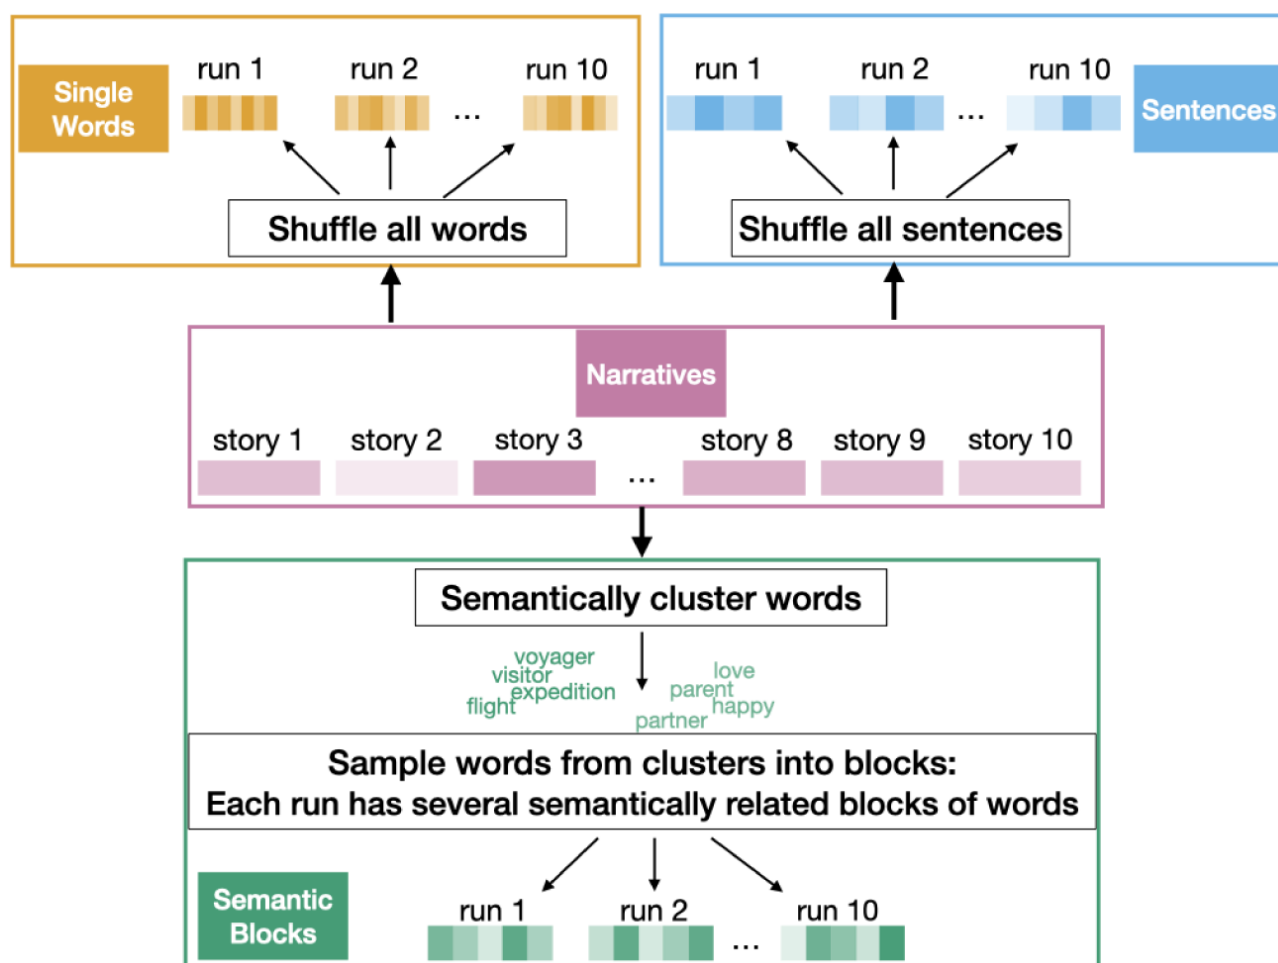 Single
Words
run 1
run 2
run 10
...
Shuffle all words
run 1
run 2
run 10
...
Sentences
Shuffle all sentences
Narratives
story 1
story 2
story 3
...
story 8
story 9
story 10
Semantically cluster words
voyager
visitor
expedition
flight
love
parent
happy
partner
Sample words from clusters into blocks:
Each run has several semantically related blocks of words
Semantic
Blocks
run 1
run 2
run 10
...